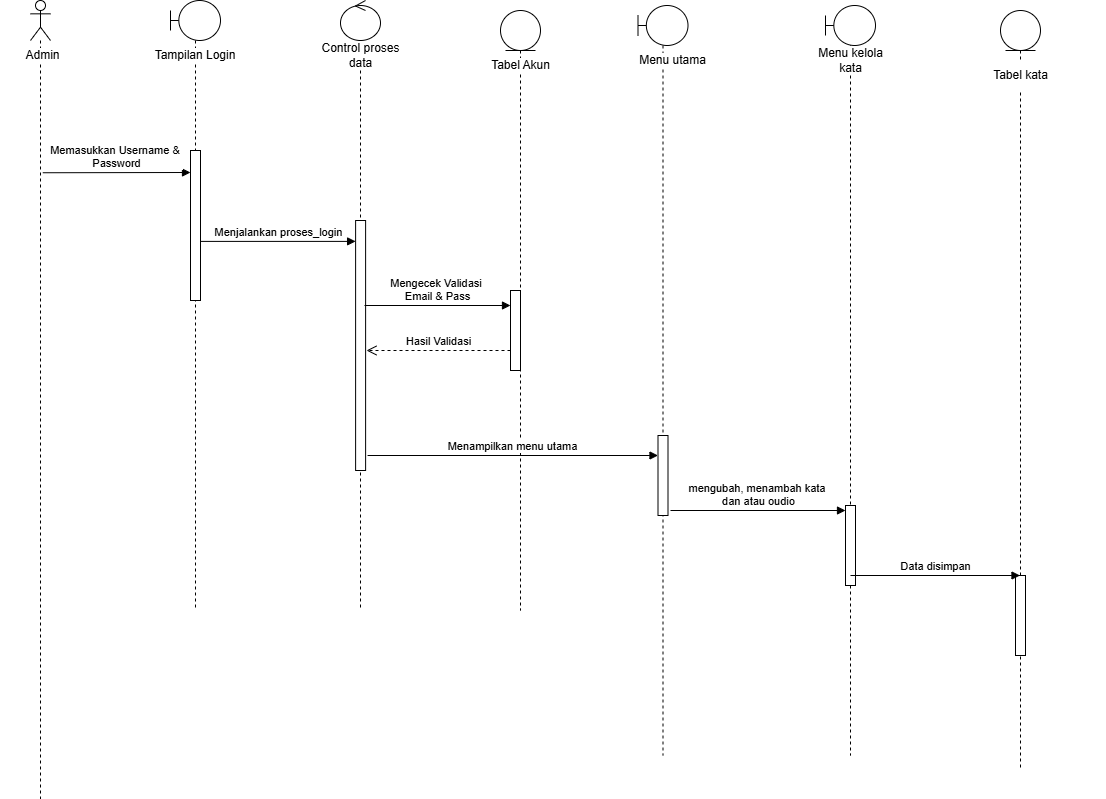 Admin
Tampilan Login
Control proses
data
Tabel Akun
Menu utama
Menu kelola
kata
Tabel kata
Memasukkan Username &
Password
Menjalankan proses_login
Mengecek Validasi
Email & Pass
Hasil Validasi
Menampilkan menu utama
mengubah, menambah kata
dan atau oudio
Data disimpan